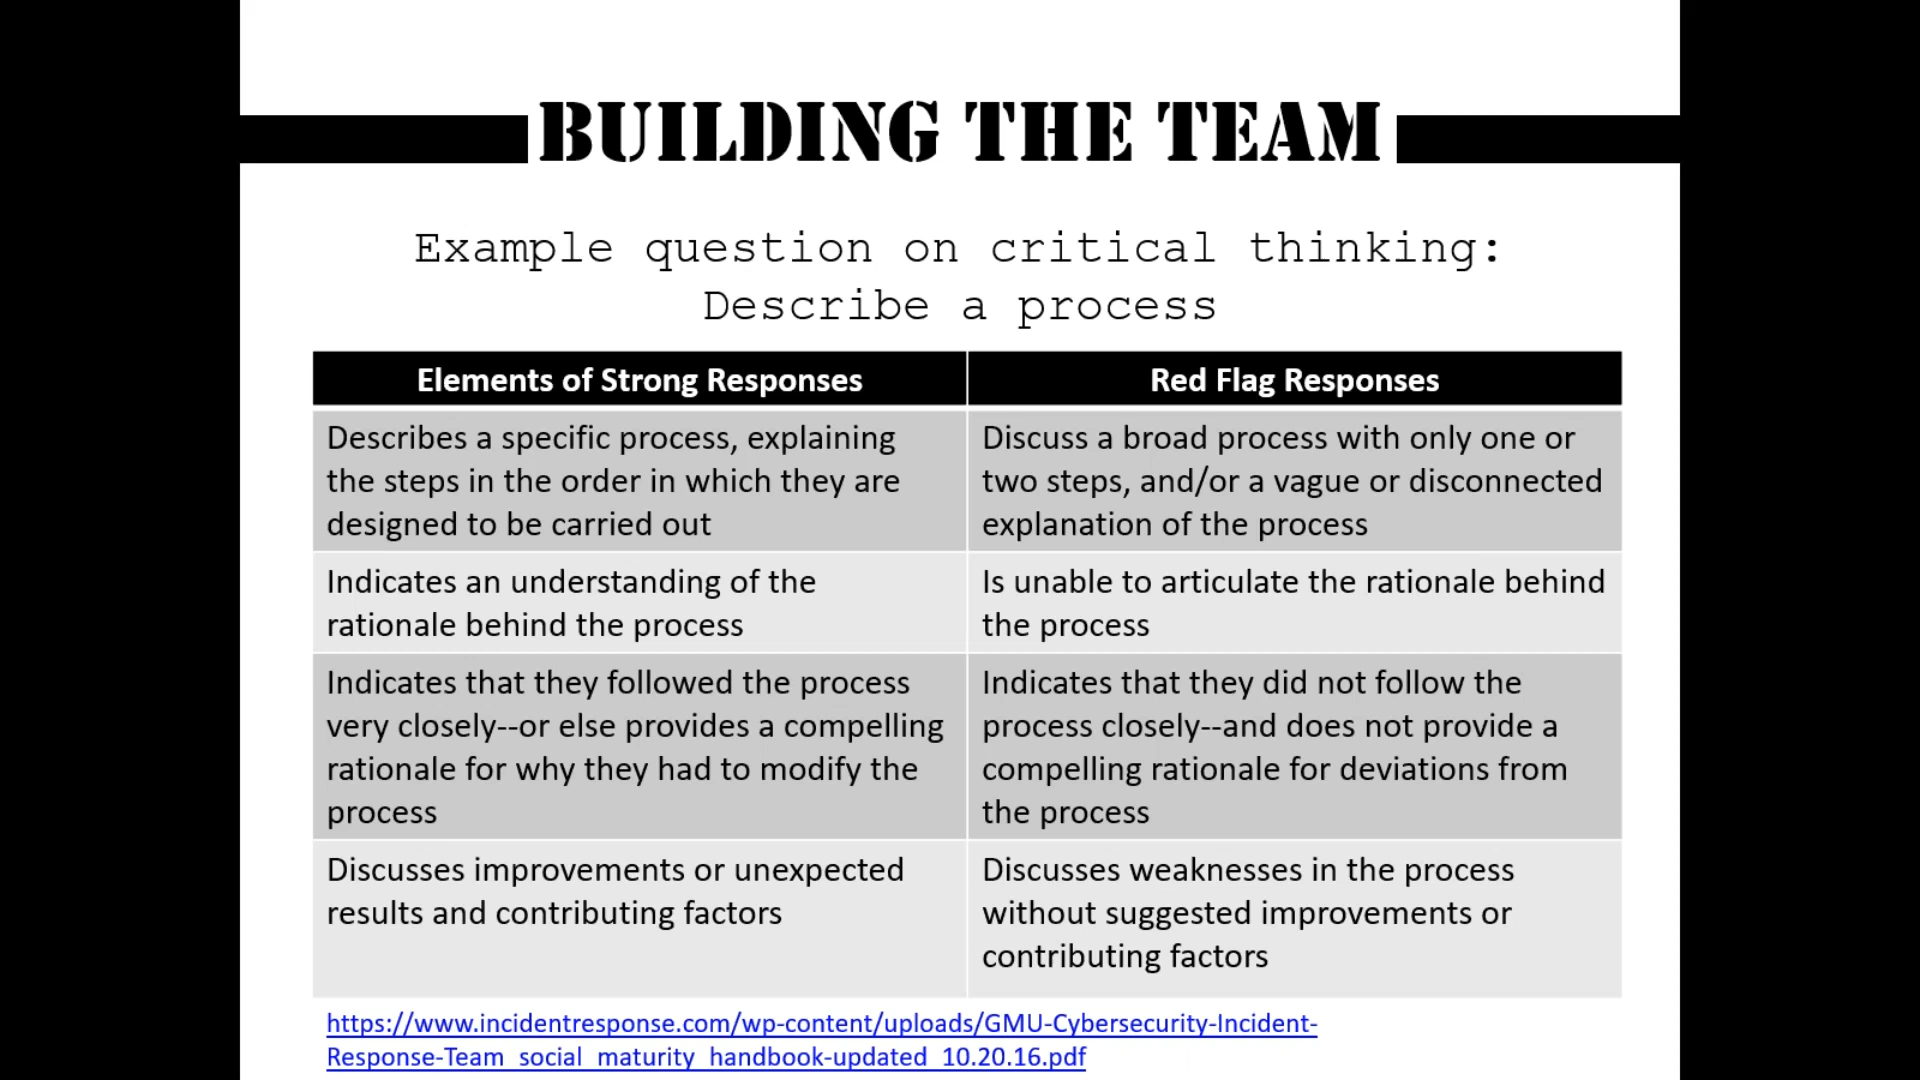 BUILDING THE TEAM
Example question on critical thinking:
Describe a process
Elements of Strong Responses
Red Flag Responses
Describes a specific process, explaining
the steps in the order in which they are
designed to be carried out
Discuss a broad process with only one or
two steps, and/or a vague or disconnected
explanation of the process
Indicates an understanding of the
rationale behind the process
Is unable to articulate the rationale behind
the process
Indicates that they followed the process
very closely--or else provides a compelling
rationale for why they had to modify the
process
Indicates that they did not follow the
process closely--and does not provide a
compelling rationale for deviations from
the process
Discusses improvements or unexpected
results and contributing factors
Discusses weaknesses in the process
without suggested improvements or
contributing factors
https://www.incidentresponse.com/wp-content/uploads/GMU-Cybersecurity-Incident-
Response-Team_social_maturity_handbook-updated_10.20.16.pdf